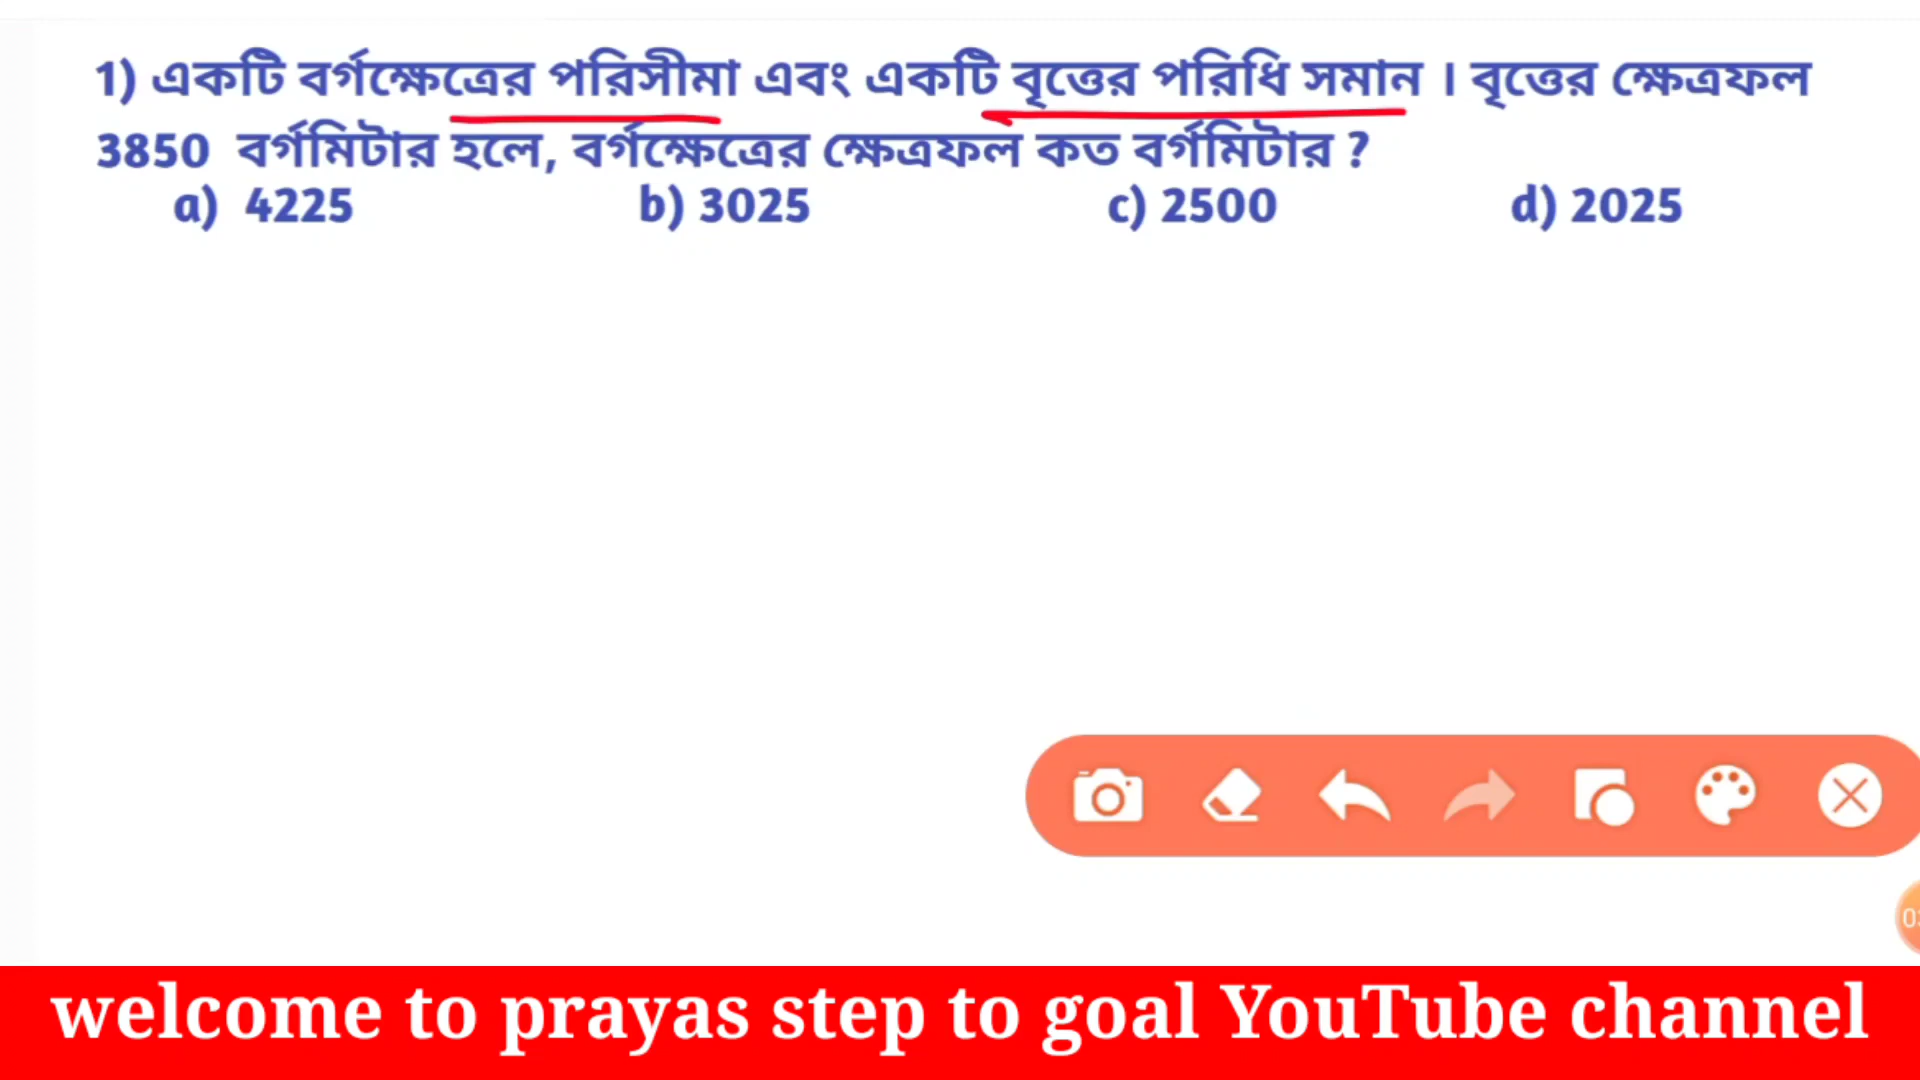 1) একটি বর্গক্ষেত্রের পরিসীমা এবং একটি বৃত্তের পরিধি সমান । বৃত্তের ক্ষেত্রফল
3850 বর্গমিটার হলে, বর্গক্ষেত্রের ক্ষেত্রফল কত বর্গমিটার ?
a) 4225 b) 3025 c) 2500 d) 2025
welcome to prayas step to goal YouTube channel